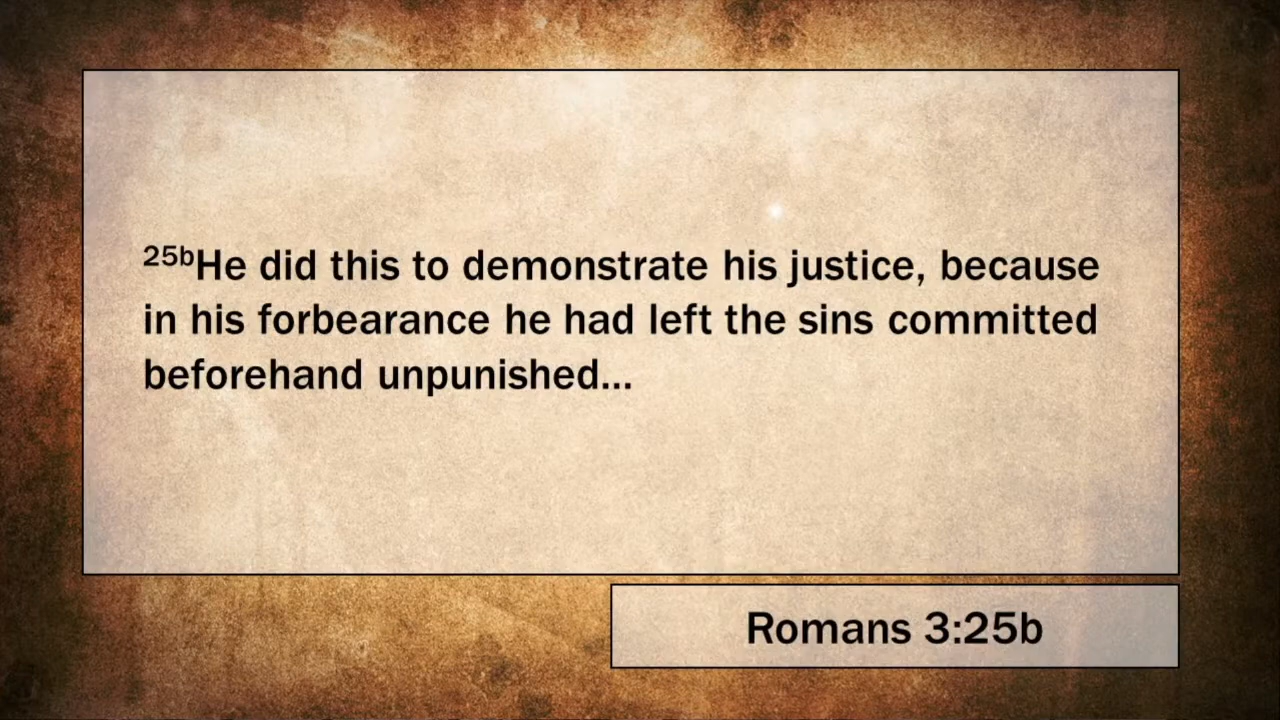 25bHe did this to demonstrate his justice, because
in his forbearance he had left the sins committed
beforehand unpunished...
Romans 3:25b